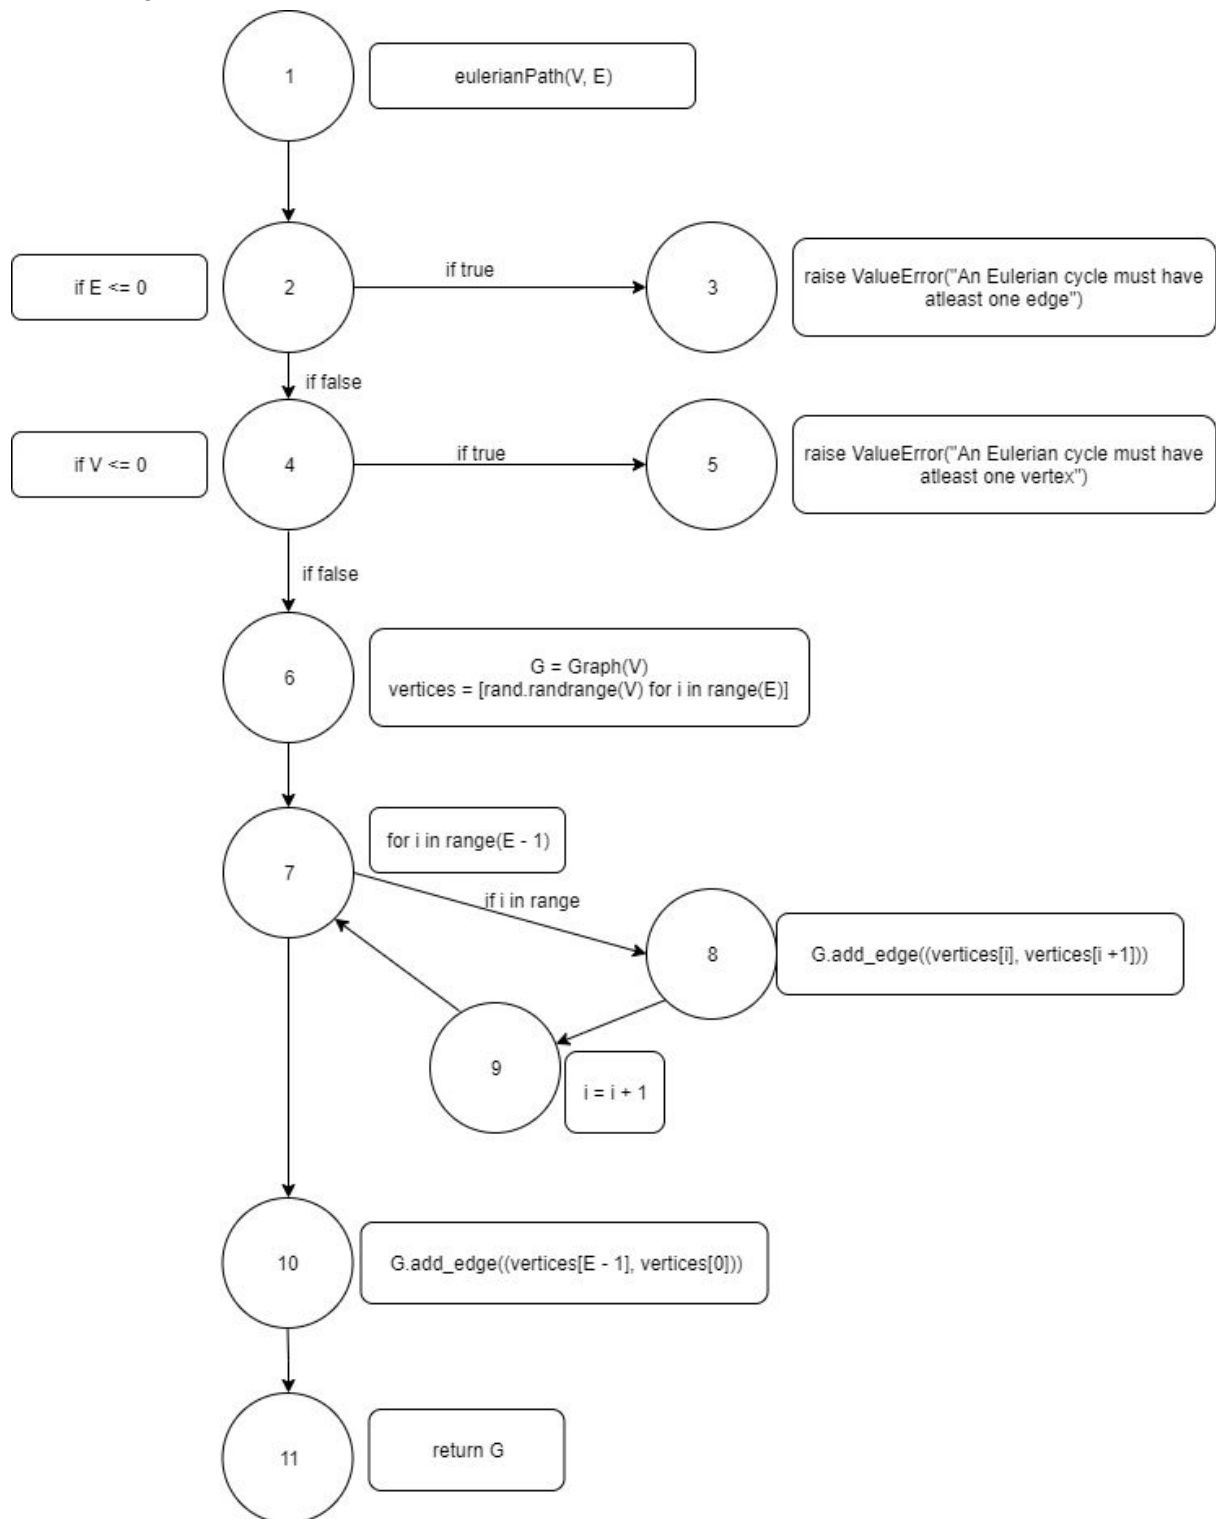 1
eulerianPath(V, E)
if E <= 0
2
if true
3
raise ValueError("An Eulerian cycle must have
atleast one edge")
if false
if V <= 0
4
if true
5
raise ValueError("An Eulerian cycle must have
atleast one vertex")
if false
6
G = Graph(V)
vertices = [rand.randrange(V) for i in range(E)]
7
for i in range(E - 1)
if i in range
8
G.add_edge((vertices[i], vertices[i +1]))
9
i = i + 1
10
G.add_edge((vertices[E - 1], vertices[0]))
11
return G